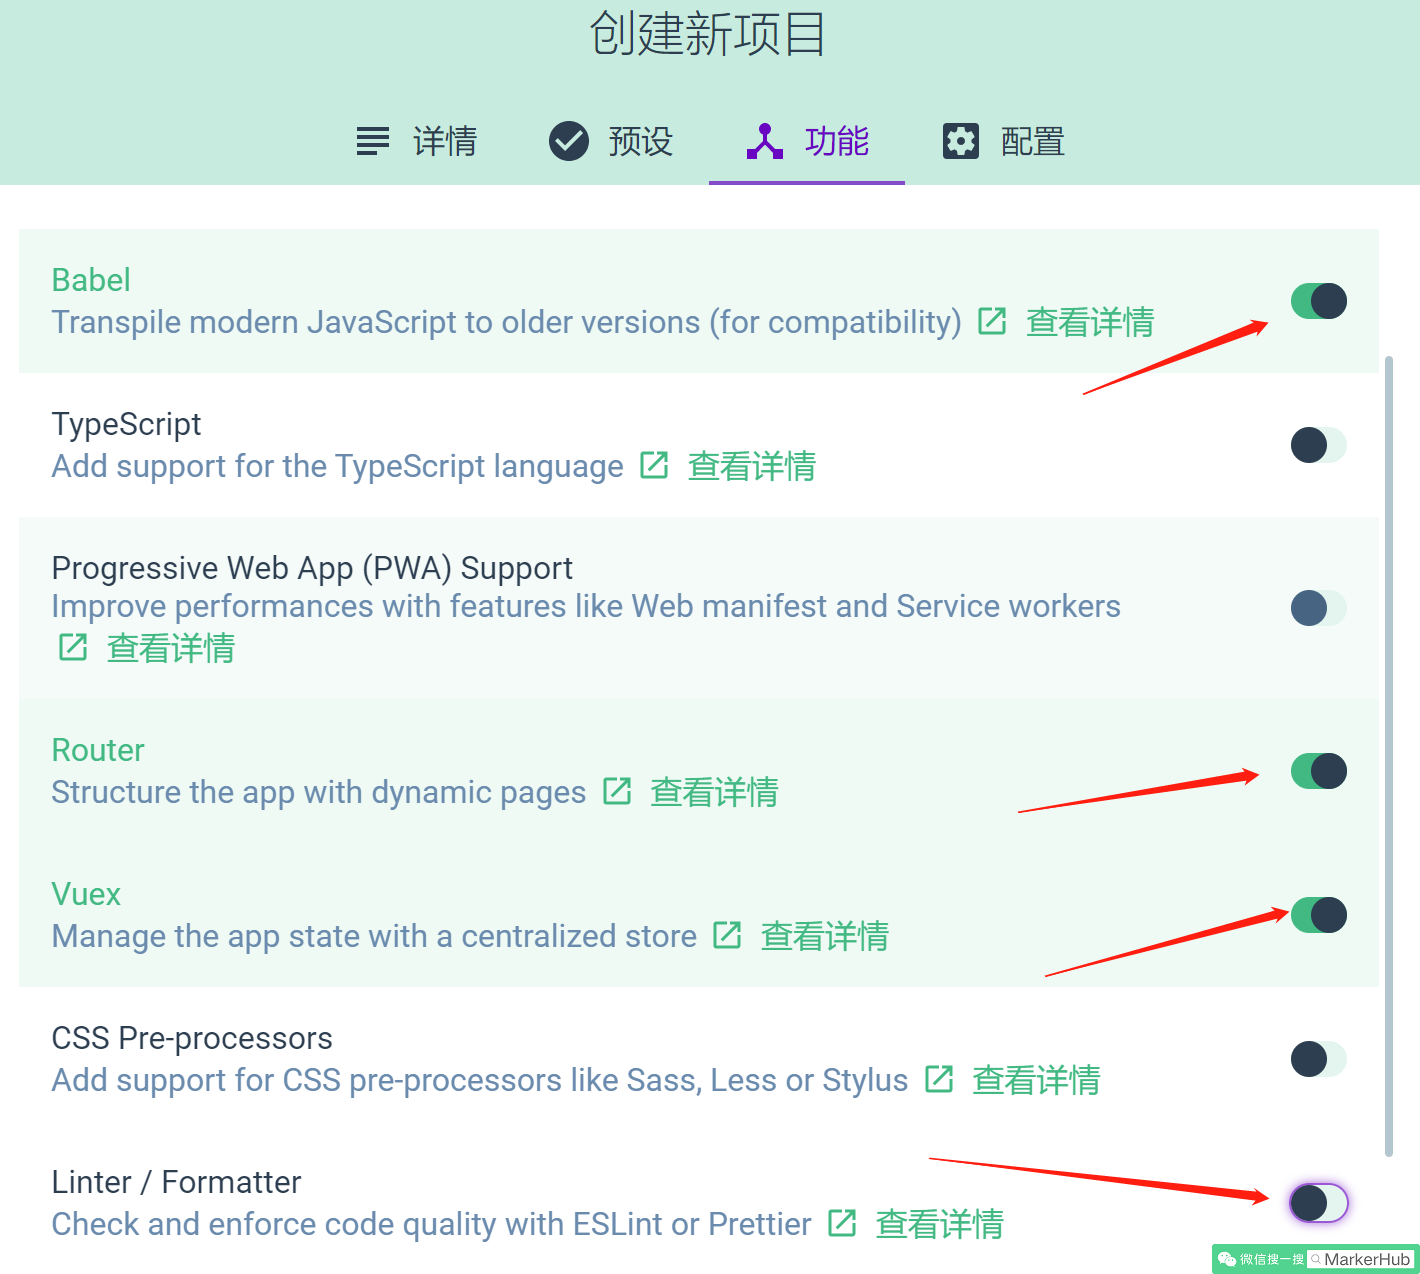 创建新项目
详情 预设 功能 配置
Babel
Transpile modern JavaScript to older versions (for compatibility) 查看详情
TypeScript
Add support for the TypeScript language 查看详情
Progressive Web App (PWA) Support
Improve performances with features like Web manifest and Service workers
查看详情
Router
Structure the app with dynamic pages 查看详情
Vuex
Manage the app state with a centralized store 查看详情
CSS Pre-processors
Add support for CSS pre-processors like Sass, Less or Stylus 查看详情
Linter / Formatter
Check and enforce code quality with ESLint or Prettier 查看详情
微信搜一搜 MarkerHub